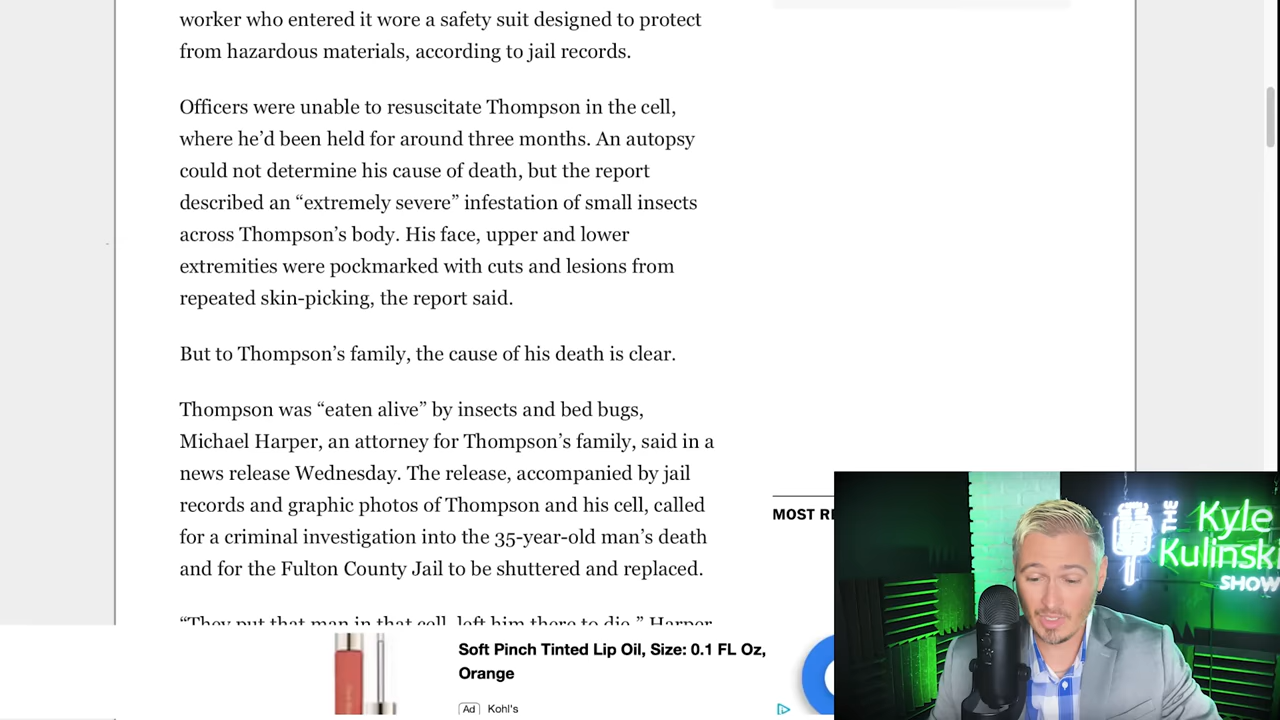 worker who entered it wore a safety suit designed to protect
from hazardous materials, according to jail records.
Officers were unable to resuscitate Thompson in the cell,
where he’d been held for around three months. An autopsy
could not determine his cause of death, but the report
described an “extremely severe” infestation of small insects
across Thompson’s body. His face, upper and lower
extremities were pockmarked with cuts and lesions from
repeated skin-picking, the report said.
But to Thompson’s family, the cause of his death is clear.
Thompson was “eaten alive” by insects and bed bugs,
Michael Harper, an attorney for Thompson’s family, said in a
news release Wednesday. The release, accompanied by jail
records and graphic photos of Thompson and his cell, called
for a criminal investigation into the 35-year-old man’s death
and for the Fulton County Jail to be shuttered and replaced.
“They put that man in that cell, left him there to die,” Harper
MOST RE
THE
Kyle
Kulinski
SHOW
Soft Pinch Tinted Lip Oil, Size: 0.1 FL Oz,
Orange
Ad Kohl's